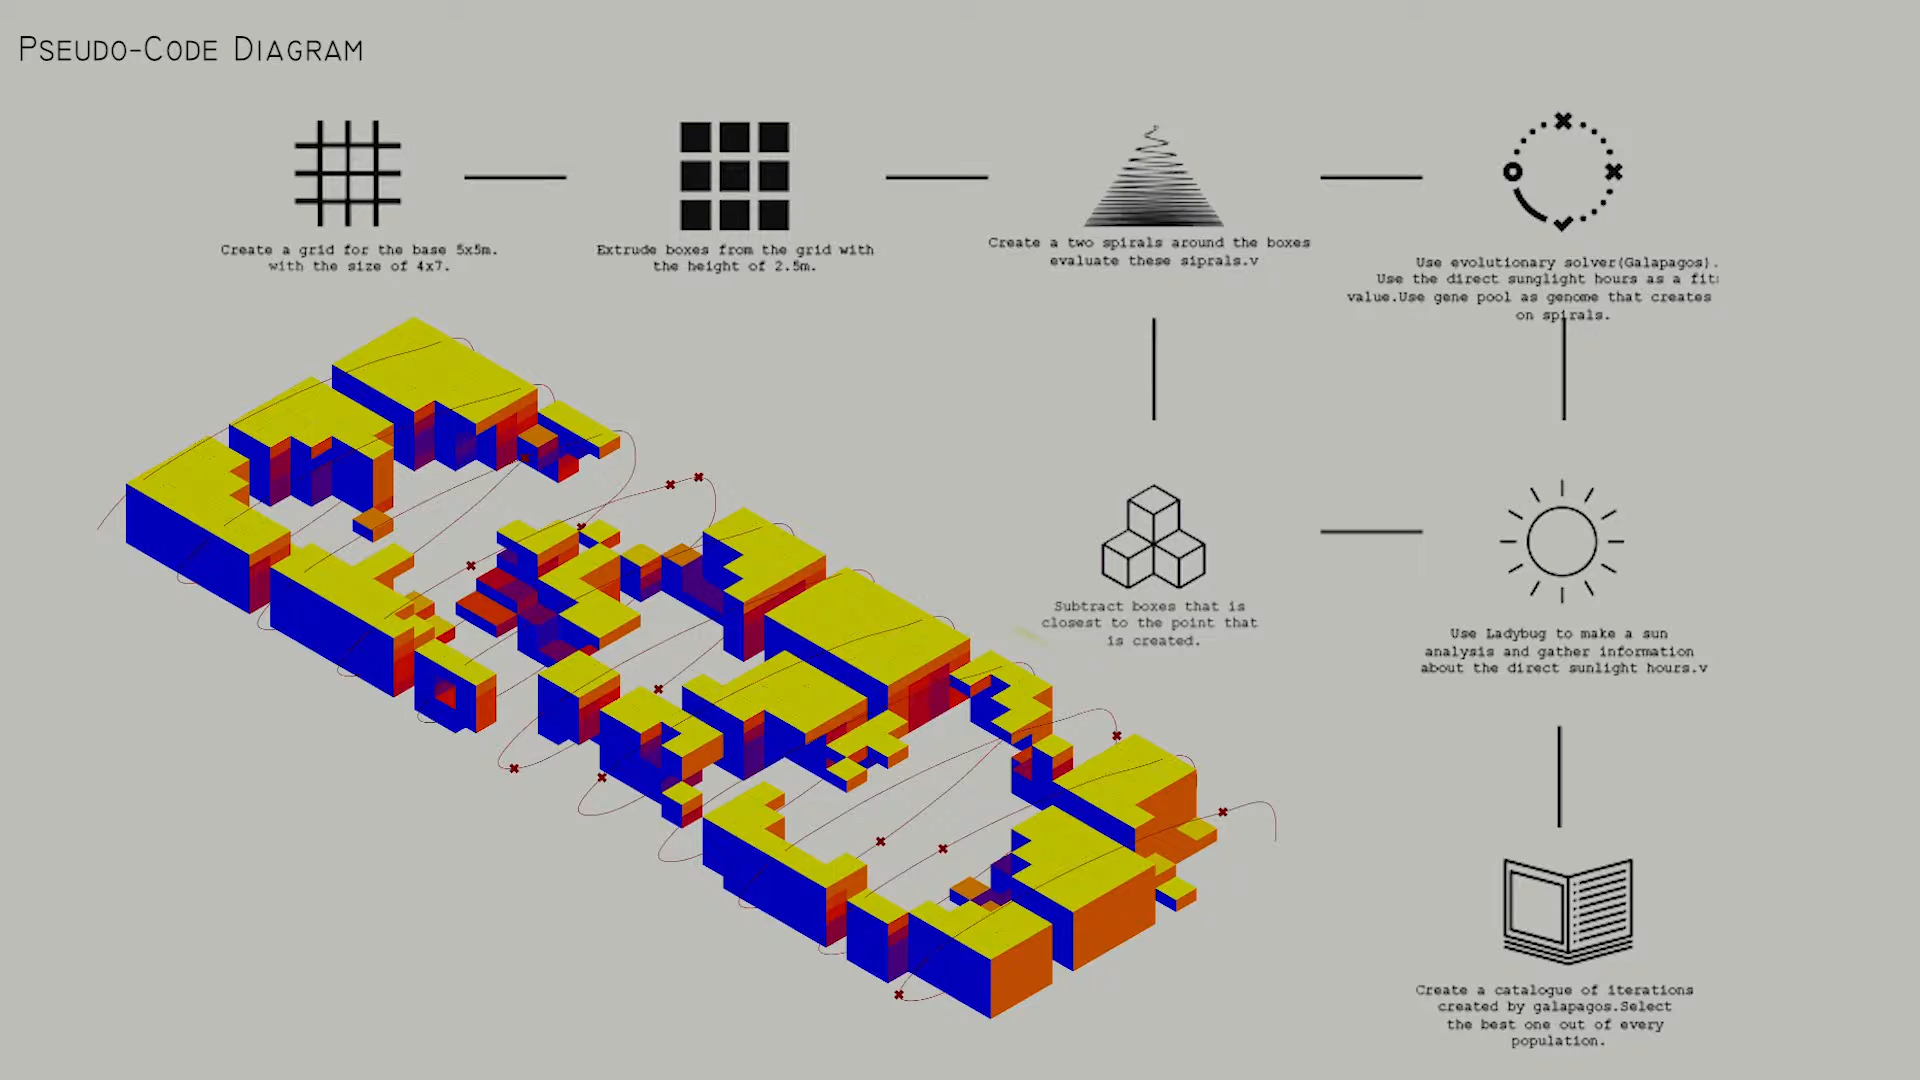 PSEUDO-CODE DIAGRAM
Create a grid for the base 5x5m.
with the size of 4x7.
Extrude boxes from the grid with
the height of 2.5m.
Create a two spirals around the boxes
evaluate these siprals.v
Use evolutionary solver(Galapagos).
Use the direct sunglight hours as a fit
value.Use gene pool as genome that creates
on spirals.
Subtract boxes that is
closest to the point that
is created.
Use Ladybug to make a sun
analysis and gather information
about the direct sunlight hours.v
Create a catalogue of iterations
created by galapagos.Select
the best one out of every
population.